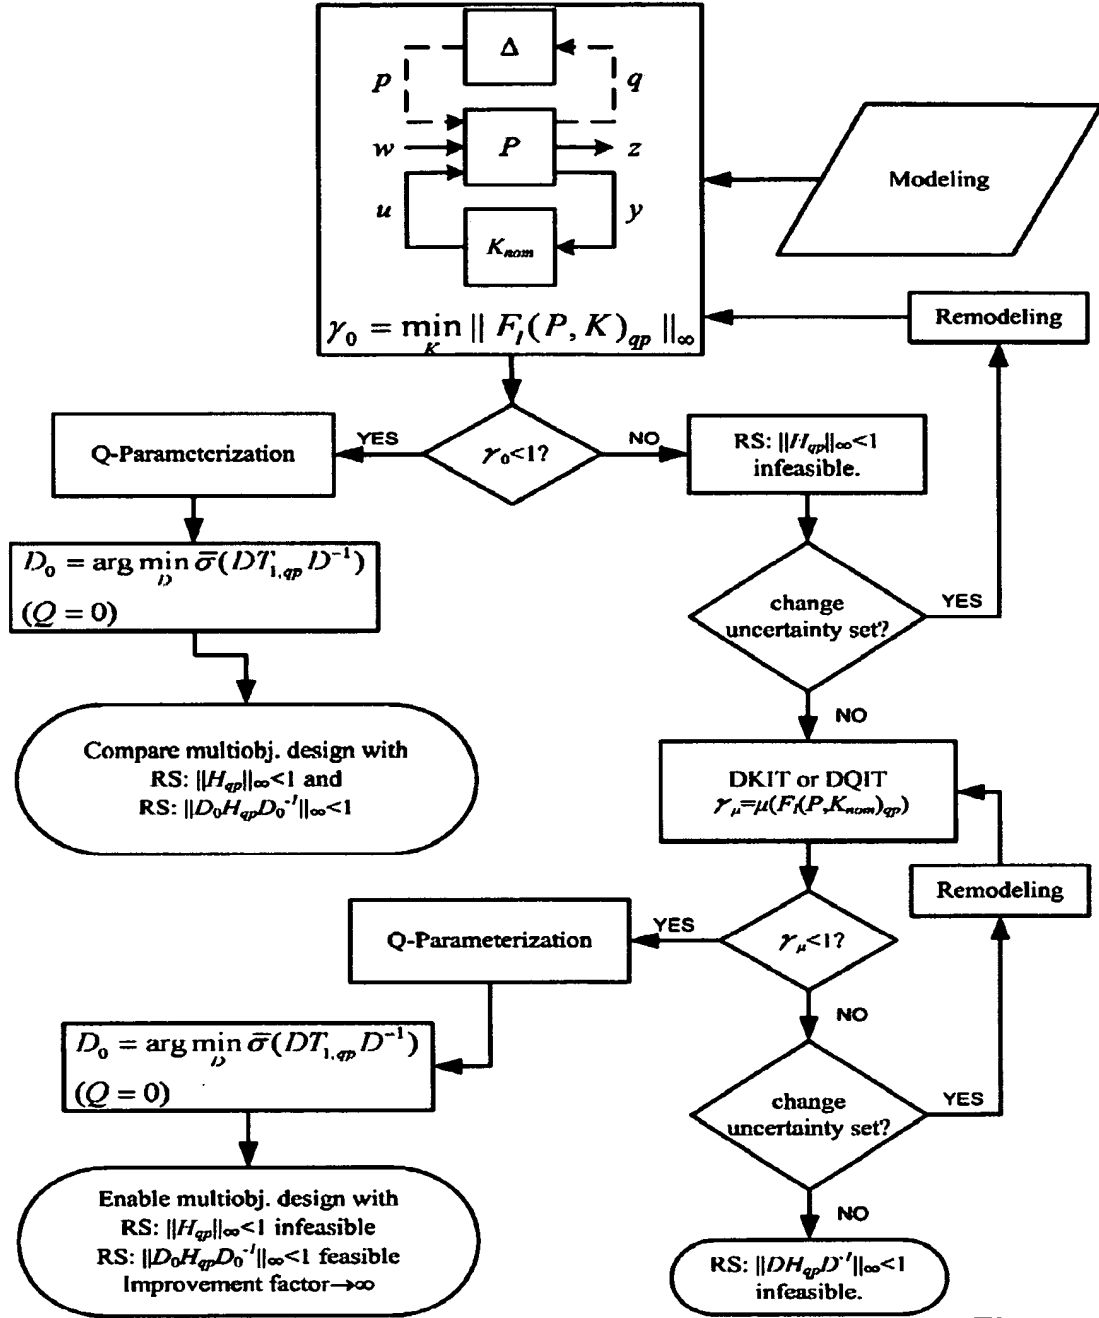 Δ
p
q
w
P
z
Modeling
u
y
K_nom
γ₀ = min_K || F_l(P, K)_qp ||_∞
Remodeling
Q-Parameterization
YES
γ₀<1?
NO
RS: ||H_qp||_∞<1
infeasible.
D₀ = arg min_D σ̄(DT_1,qp D⁻¹)
(Q = 0)
change
uncertainty set?
YES
NO
Compare multiobj. design with
RS: ||H_qp||_∞<1 and
RS: ||D₀H_qpD₀⁻¹||_∞<1
DKIT or DQIT
γ_μ=μ(F_l(P,K_nom)_qp)
Remodeling
Q-Parameterization
YES
γ_μ<1?
NO
D₀ = arg min_D σ̄(DT_1,qp D⁻¹)
(Q = 0)
change
uncertainty set?
YES
NO
Enable multiobj. design with
RS: ||H_qp||_∞<1 infeasible
RS: ||D₀H_qpD₀⁻¹||_∞<1 feasible
Improvement factor→∞
RS: ||DH_qpD⁻¹||_∞<1
infeasible.